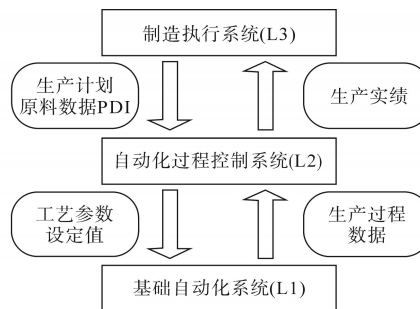 制造执行系统(L3)
生产计划
原料数据PDI
生产实绩
自动化过程控制系统(L2)
工艺参数
设定值
生产过程
数据
基础自动化系统(L1)